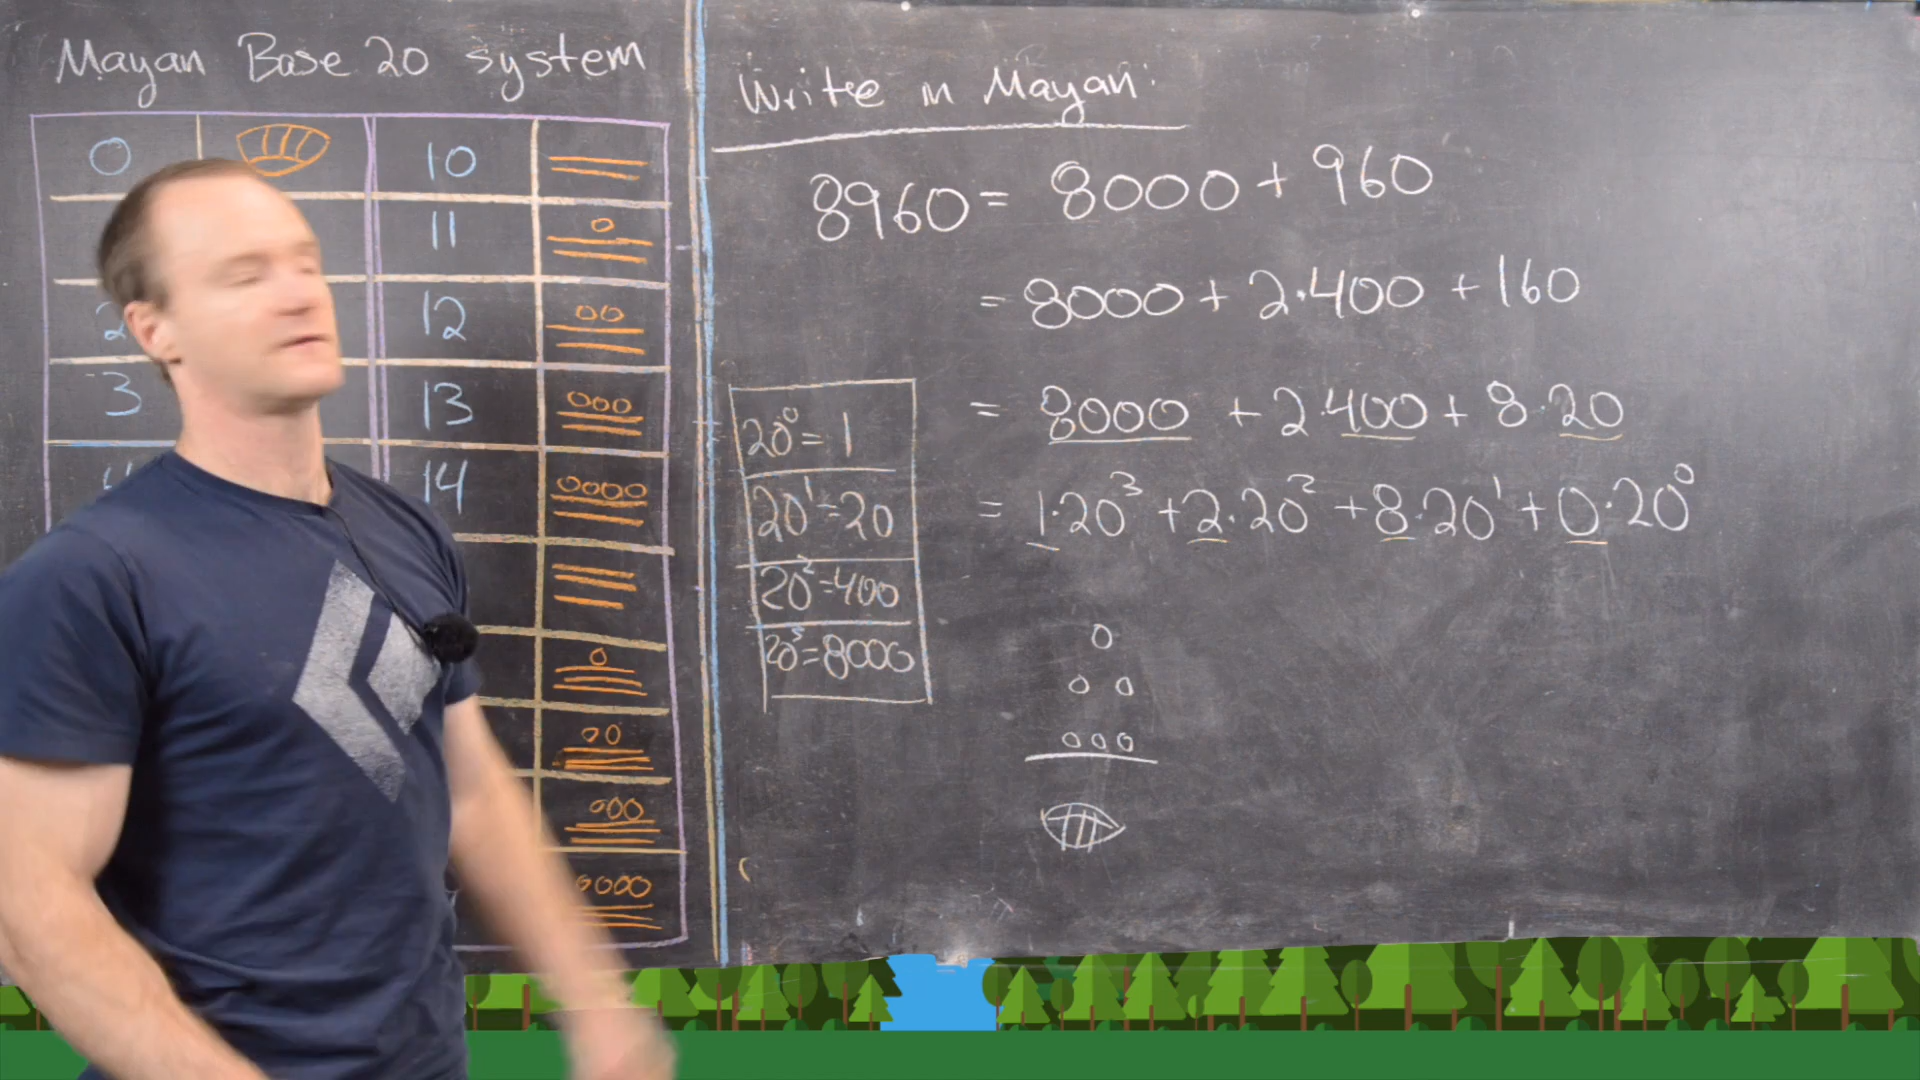 Mayan Base 20 system
0 10
11
2 12
3 13
14
Write in Mayan:
8960 = 8000 + 960
= 8000 + 2·400 + 160
= 8000 + 2·400 + 8·20
= 1·20³ + 2·20² + 8·20¹ + 0·20⁰
20⁰ = 1
20¹ = 20
20² = 400
20³ = 8000